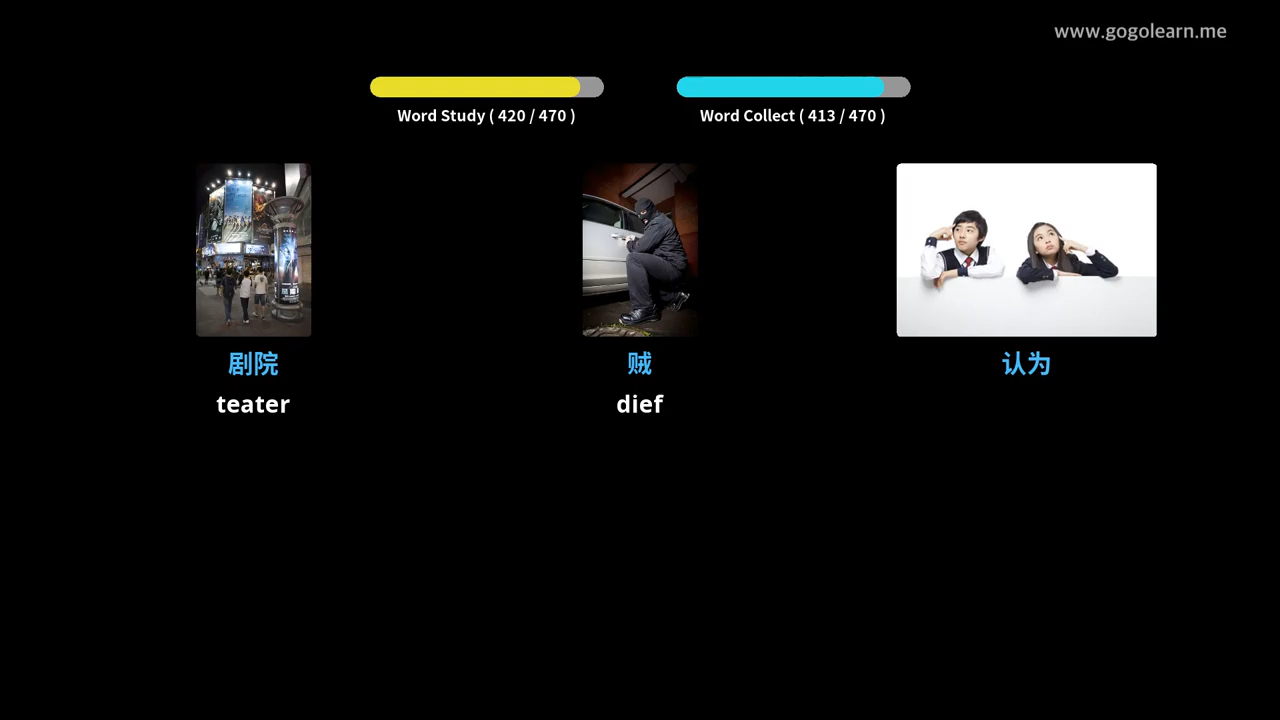 www.gogolearn.me
Word Study ( 420 / 470 )
Word Collect ( 413 / 470 )
剧院
贼
认为
teater
dief